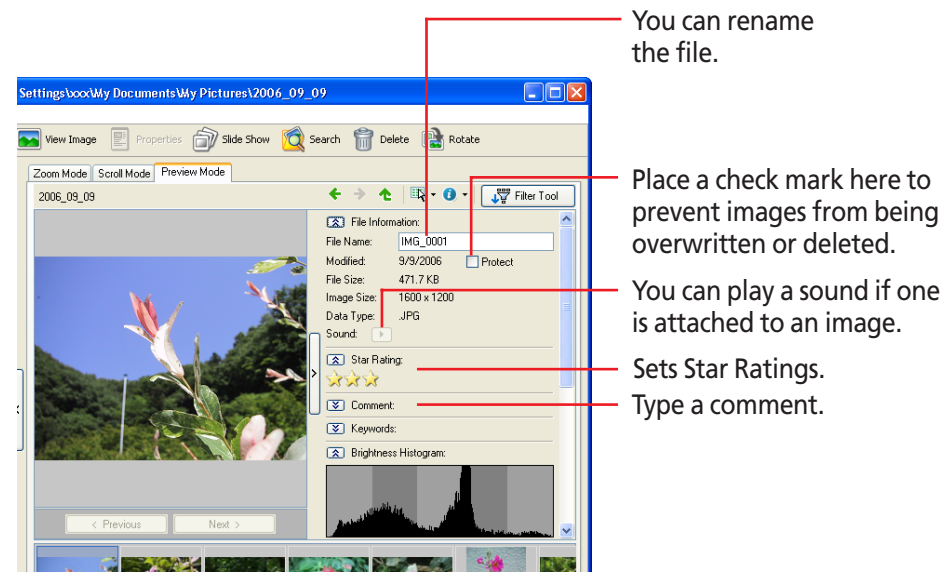 You can rename
the file.
Settings\xxx\My Documents\My Pictures\2006_09_09
View Image Properties Slide Show Search Delete Rotate
Zoom Mode Scroll Mode Preview Mode
2006_09_09 Filter Tool
File Information:
File Name: IMG_0001
Modified: 9/9/2006 Protect
File Size: 471.7 KB
Image Size: 1600 x 1200
Data Type: .JPG
Sound:
Star Rating:
Comment:
Keywords:
Brightness Histogram:
< Previous Next >
Place a check mark here to
prevent images from being
overwritten or deleted.
You can play a sound if one
is attached to an image.
Sets Star Ratings.
Type a comment.